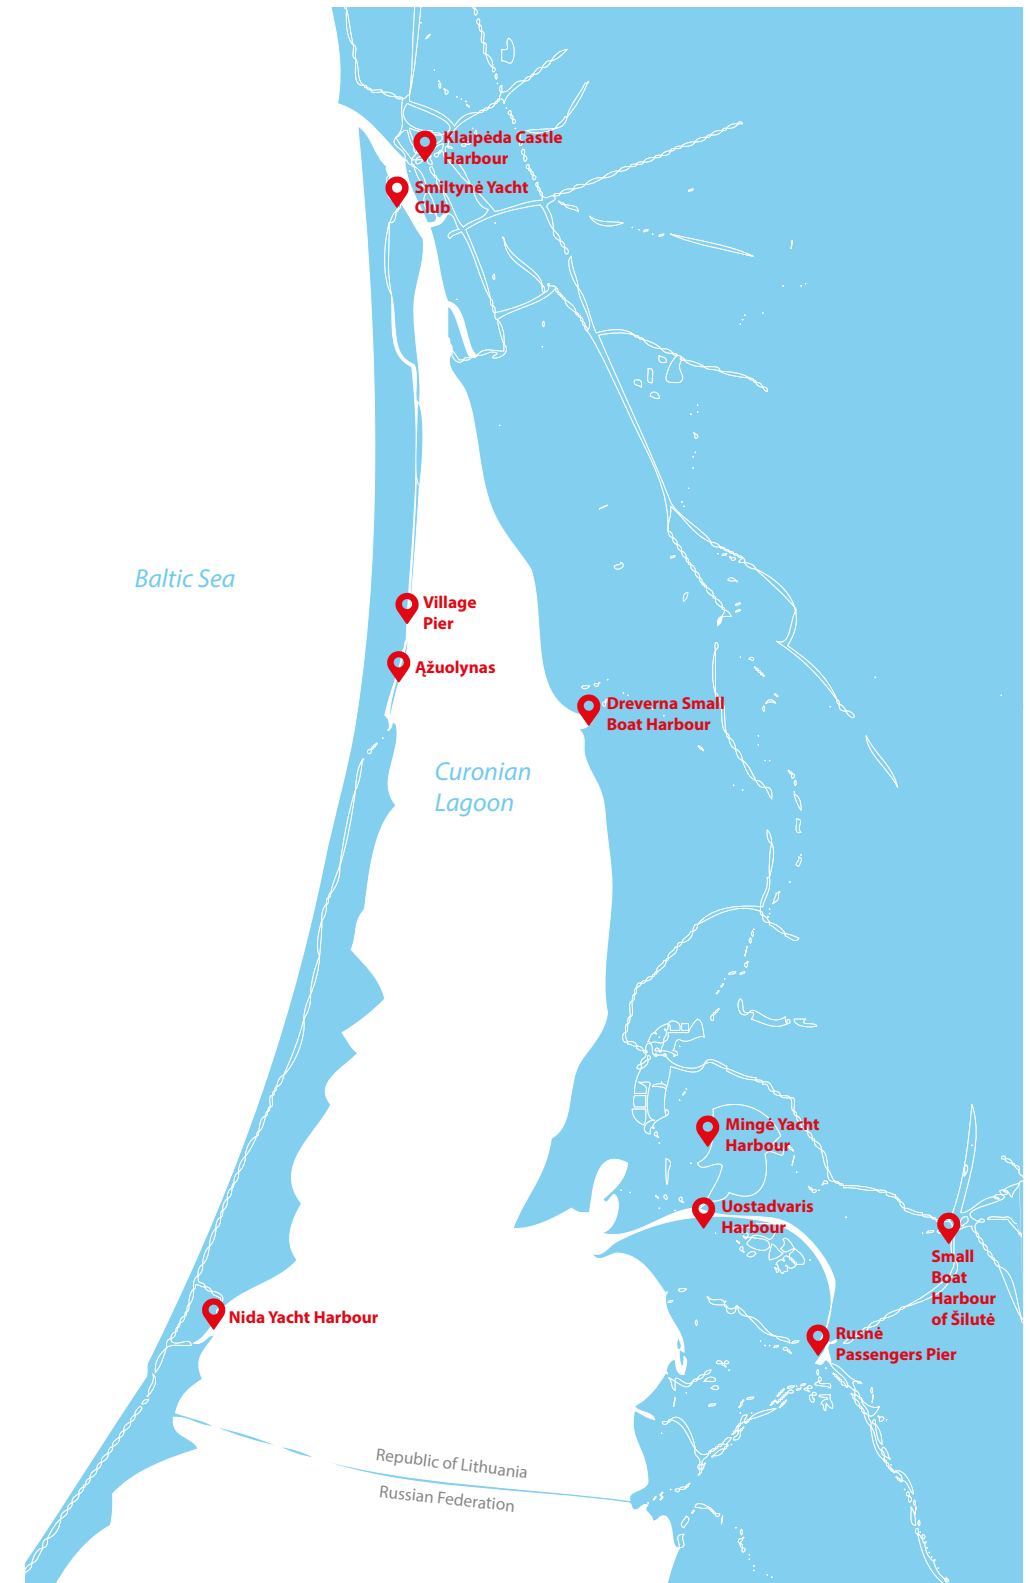 Klaipėda Castle
Harbour
Smiltynė Yacht
Club
Baltic Sea
Village
Pier
Ąžuolynas
Dreverna Small
Boat Harbour
Curonian
Lagoon
Mingė Yacht
Harbour
Uostadvaris
Harbour
Small
Boat
Harbour
of Šilutė
Nida Yacht Harbour
Rusnė
Passengers Pier
Republic of Lithuania
Russian Federation